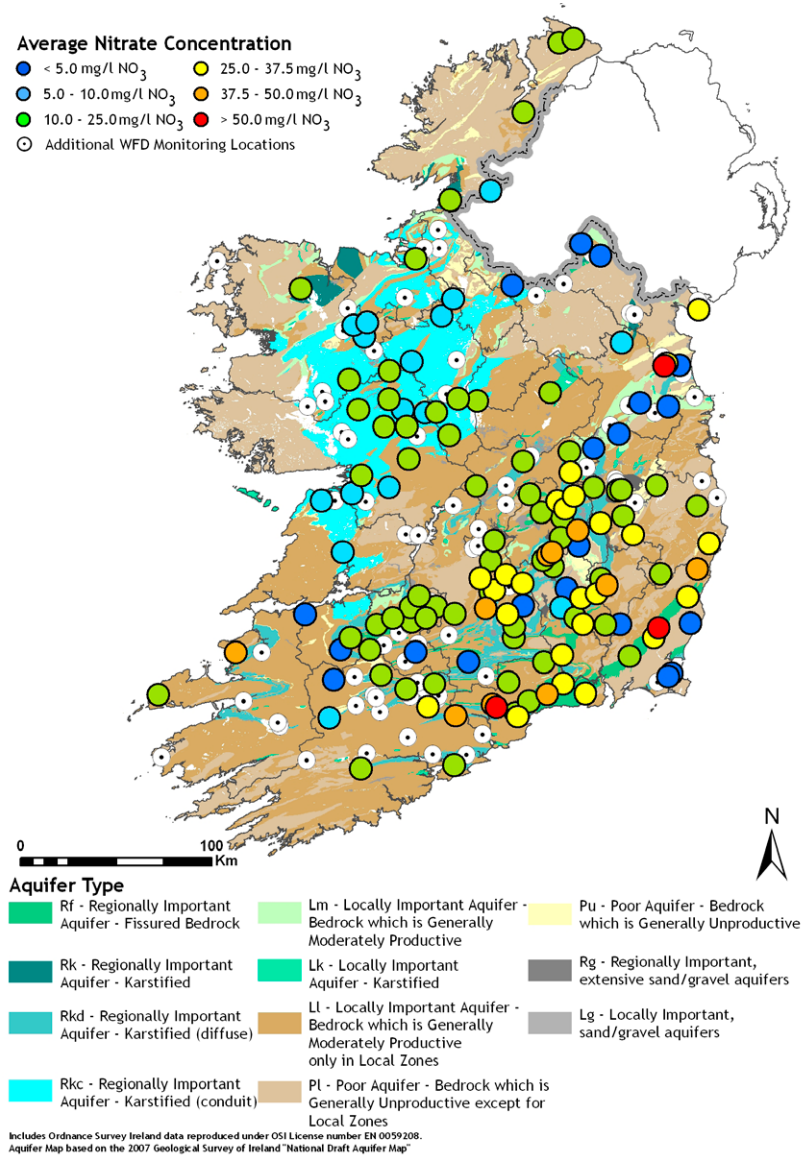 Average Nitrate Concentration
< 5.0 mg/l NO3
25.0 - 37.5 mg/l NO3
5.0 - 10.0 mg/l NO3
37.5 - 50.0 mg/l NO3
10.0 - 25.0 mg/l NO3
> 50.0 mg/l NO3
Additional WFD Monitoring Locations
N
0
100
Km
Aquifer Type
Rf - Regionally Important
Aquifer - Fissured Bedrock
Rk - Regionally Important
Aquifer - Karstified
Rkd - Regionally Important
Aquifer - Karstified (diffuse)
Rkc - Regionally Important
Aquifer - Karstified (conduit)
Lm - Locally Important Aquifer -
Bedrock which is Generally
Moderately Productive
Lk - Locally Important
Aquifer - Karstified
Ll - Locally Important Aquifer -
Bedrock which is Generally
Moderately Productive
only in Local Zones
Pl - Poor Aquifer - Bedrock which is
Generally Unproductive except for
Local Zones
Pu - Poor Aquifer - Bedrock
which is Generally Unproductive
Rg - Regionally Important,
extensive sand/gravel aquifers
Lg - Locally Important,
sand/gravel aquifers
Includes Ordnance Survey Ireland data reproduced under OSI License number EN 0059208.
Aquifer Map based on the 2007 Geological Survey of Ireland "National Draft Aquifer Map"